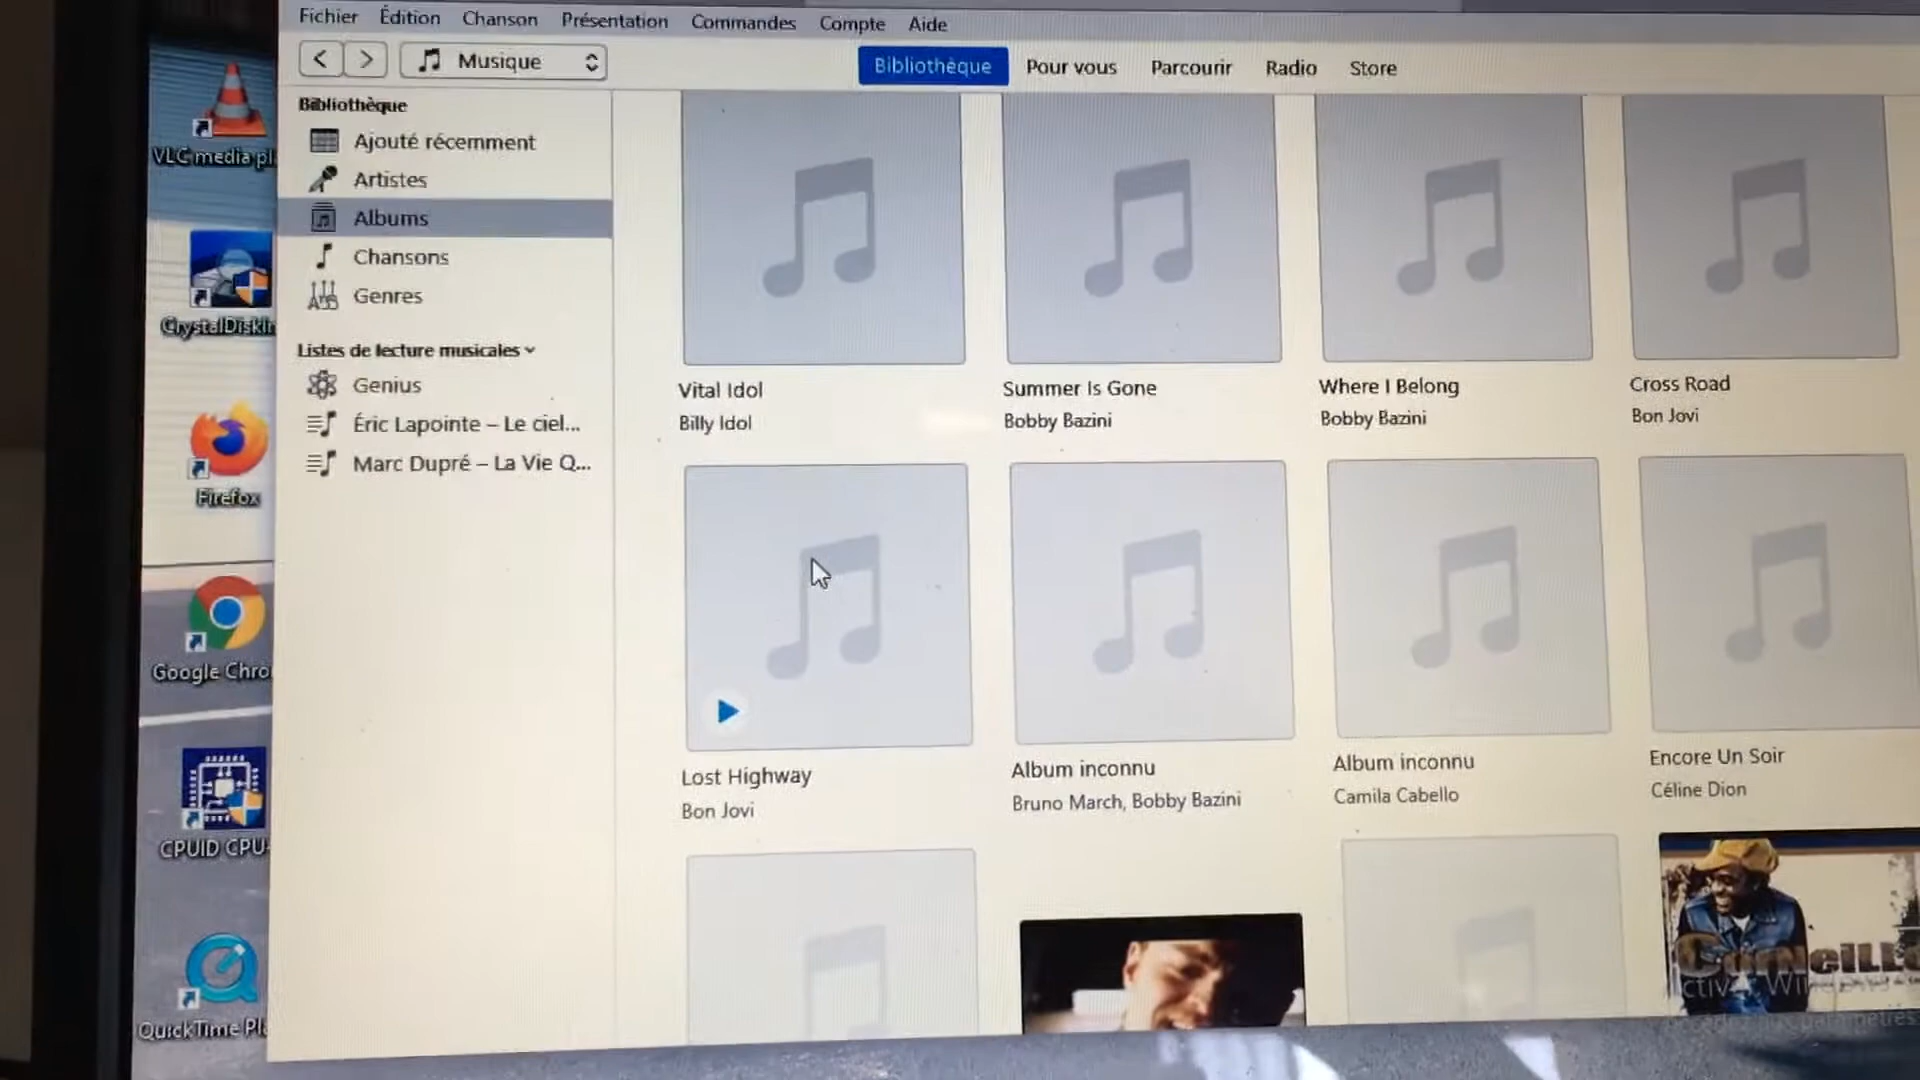 Fichier Édition Chanson Présentation Commandes Compte Aide
Musique
Bibliothèque Pour vous Parcourir Radio Store
Bibliothèque
Ajouté récemment
Artistes
Albums
Chansons
Genres
Listes de lecture musicales
Genius
Éric Lapointe – Le ciel...
Marc Dupré – La Vie Q...
VLC media pl
CrystalDiskIn
Firefox
Google Chro
CPUID CPU-
QuickTime Pl
Vital Idol
Billy Idol
Summer Is Gone
Bobby Bazini
Where I Belong
Bobby Bazini
Cross Road
Bon Jovi
Lost Highway
Bon Jovi
Album inconnu
Bruno March, Bobby Bazini
Album inconnu
Camila Cabello
Encore Un Soir
Céline Dion